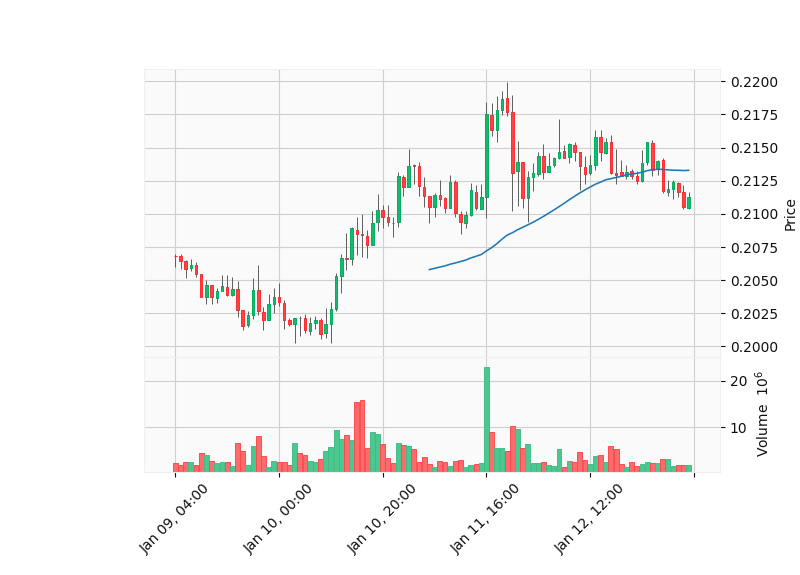 0.2200
0.2175
0.2150
0.2125
0.2100
0.2075
0.2050
0.2025
0.2000
Price
20
10
Volume 10^6
Jan 09, 04:00
Jan 10, 00:00
Jan 10, 20:00
Jan 11, 16:00
Jan 12, 12:00